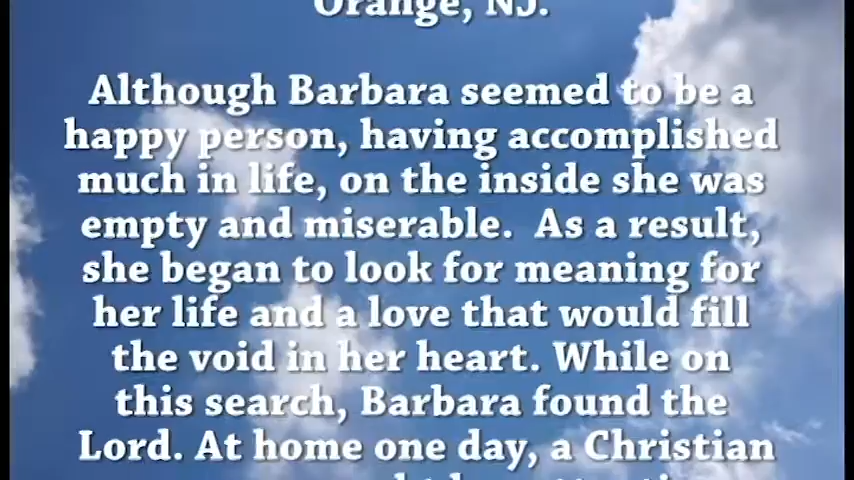 Orange, NJ.
Although Barbara seemed to be a
happy person, having accomplished
much in life, on the inside she was
empty and miserable.  As a result,
she began to look for meaning for
her life and a love that would fill
the void in her heart. While on
this search, Barbara found the
Lord. At home one day, a Christian